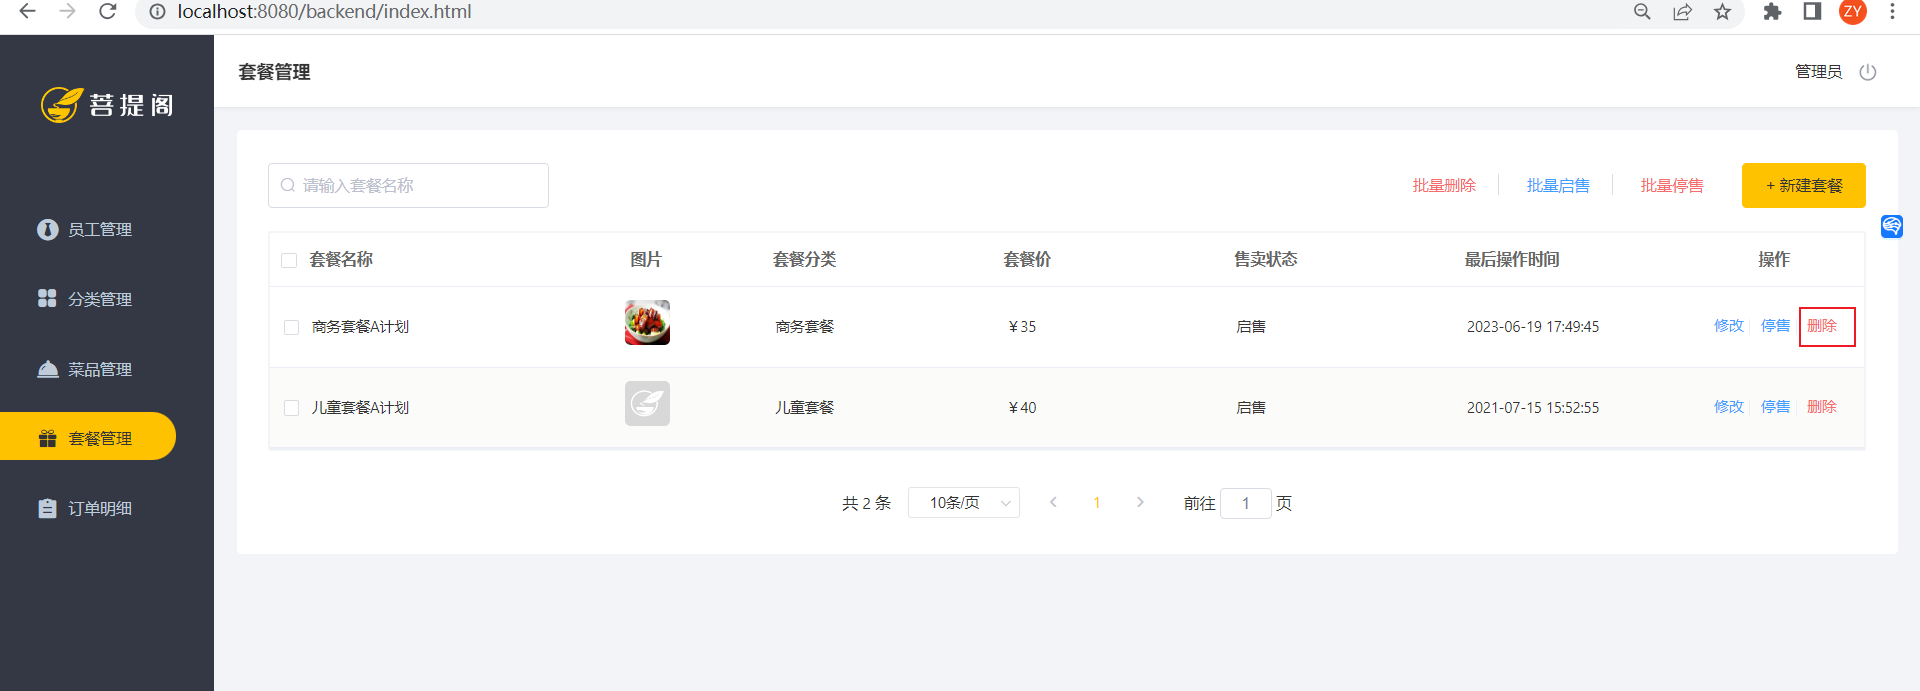 localhost:8080/backend/index.html
ZY
菩提阁
套餐管理
管理员
员工管理
分类管理
菜品管理
套餐管理
订单明细
请输入套餐名称
批量删除 批量启售 批量停售 + 新建套餐
套餐名称 图片 套餐分类 套餐价 售卖状态 最后操作时间 操作
商务套餐A计划 商务套餐 ￥35 启售 2023-06-19 17:49:45 修改 停售 删除
儿童套餐A计划 儿童套餐 ￥40 启售 2021-07-15 15:52:55 修改 停售 删除
共 2 条 10条/页 1 前往 1 页